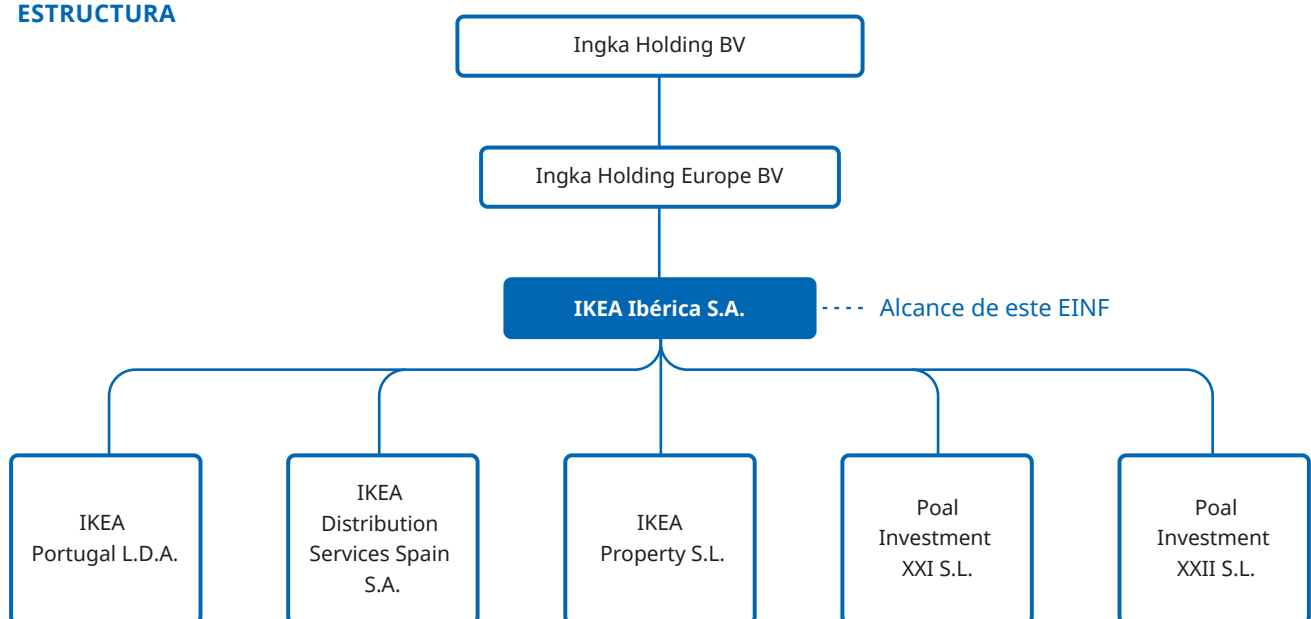 ESTRUCTURA
Ingka Holding BV
Ingka Holding Europe BV
IKEA Ibérica S.A.
Alcance de este EINF
IKEA
Portugal L.D.A.
IKEA
Distribution
Services Spain
S.A.
IKEA
Property S.L.
Poal
Investment
XXI S.L.
Poal
Investment
XXII S.L.